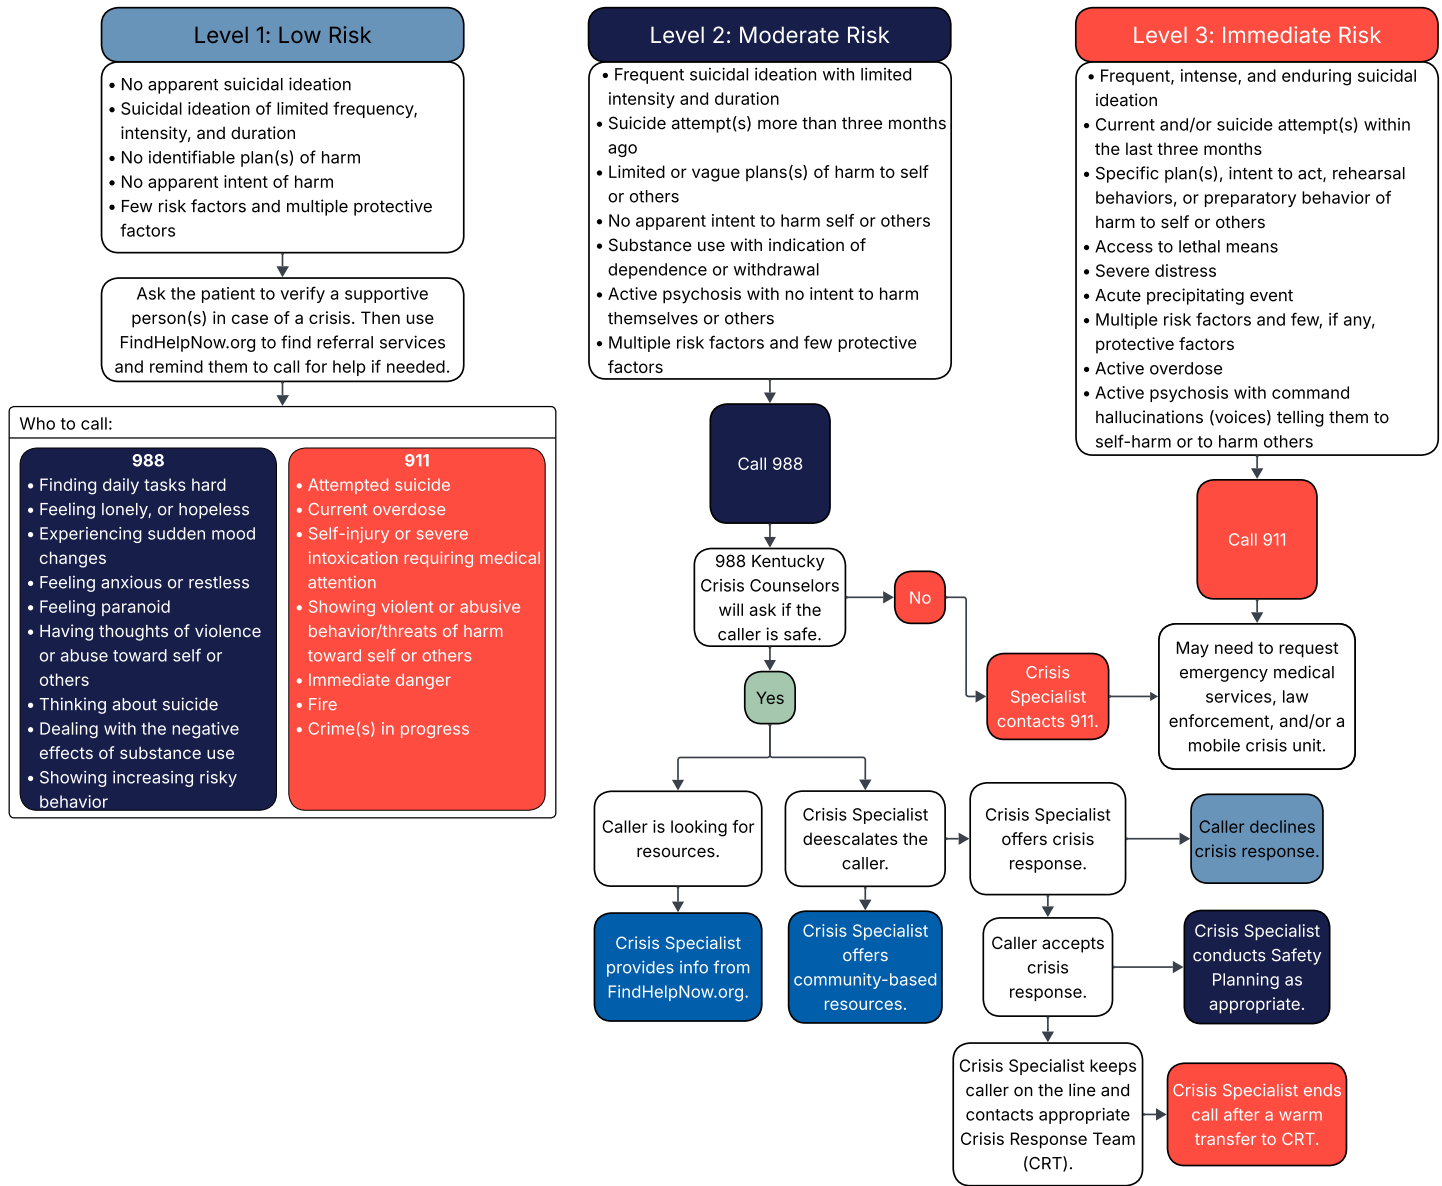 Level 1: Low Risk
• No apparent suicidal ideation
• Suicidal ideation of limited frequency,
intensity, and duration
• No identifiable plan(s) of harm
• No apparent intent of harm
• Few risk factors and multiple protective
factors
Ask the patient to verify a supportive
person(s) in case of a crisis. Then use
FindHelpNow.org to find referral services
and remind them to call for help if needed.
Who to call:
988
• Finding daily tasks hard
• Feeling lonely, or hopeless
• Experiencing sudden mood
changes
• Feeling anxious or restless
• Feeling paranoid
• Having thoughts of violence
or abuse toward self or
others
• Thinking about suicide
• Dealing with the negative
effects of substance use
• Showing increasing risky
behavior
911
• Attempted suicide
• Current overdose
• Self-injury or severe
intoxication requiring medical
attention
• Showing violent or abusive
behavior/threats of harm
toward self or others
• Immediate danger
• Fire
• Crime(s) in progress
Level 2: Moderate Risk
• Frequent suicidal ideation with limited
intensity and duration
• Suicide attempt(s) more than three months
ago
• Limited or vague plans(s) of harm to self
or others
• No apparent intent to harm self or others
• Substance use with indication of
dependence or withdrawal
• Active psychosis with no intent to harm
themselves or others
• Multiple risk factors and few protective
factors
Call 988
988 Kentucky
Crisis Counselors
will ask if the
caller is safe.
No
Yes
Crisis
Specialist
contacts 911.
Caller is looking for
resources.
Crisis Specialist
provides info from
FindHelpNow.org.
Crisis Specialist
deescalates the
caller.
Crisis Specialist
offers
community-based
resources.
Crisis Specialist
offers crisis
response.
Caller declines
crisis response.
Caller accepts
crisis
response.
Crisis Specialist
conducts Safety
Planning as
appropriate.
Crisis Specialist keeps
caller on the line and
contacts appropriate
Crisis Response Team
(CRT).
Crisis Specialist ends
call after a warm
transfer to CRT.
Level 3: Immediate Risk
• Frequent, intense, and enduring suicidal
ideation
• Current and/or suicide attempt(s) within
the last three months
• Specific plan(s), intent to act, rehearsal
behaviors, or preparatory behavior of
harm to self or others
• Access to lethal means
• Severe distress
• Acute precipitating event
• Multiple risk factors and few, if any,
protective factors
• Active overdose
• Active psychosis with command
hallucinations (voices) telling them to
self-harm or to harm others
Call 911
May need to request
emergency medical
services, law
enforcement, and/or a
mobile crisis unit.